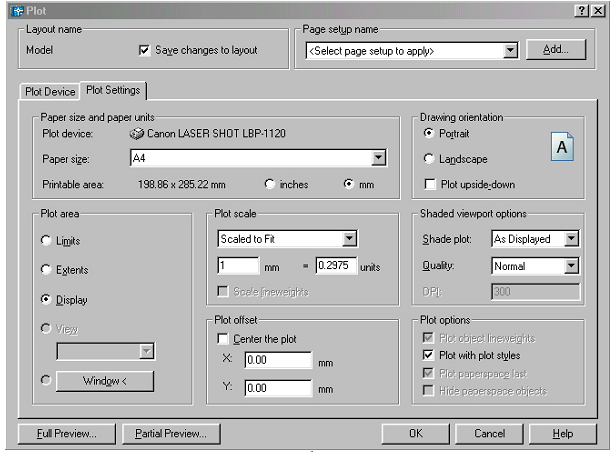 Plot
Layout name
Model
Save changes to layout
Page setup name
<Select page setup to apply>
Add...
Plot Device
Plot Settings
Paper size and paper units
Plot device:
Canon LASER SHOT LBP-1120
Paper size:
A4
Printable area:
198.86 x 285.22 mm
inches
mm
Drawing orientation
Portrait
Landscape
Plot upside-down
A
Plot area
Limits
Extents
Display
View
Window <
Plot scale
Scaled to Fit
1 mm = 0.2975 units
Scale lineweights
Plot offset
Center the plot
X: 0.00 mm
Y: 0.00 mm
Shaded viewport options
Shade plot: As Displayed
Quality: Normal
DPI: 300
Plot options
Plot object lineweights
Plot with plot styles
Plot paperspace last
Hide paperspace objects
Full Preview...
Partial Preview...
OK
Cancel
Help